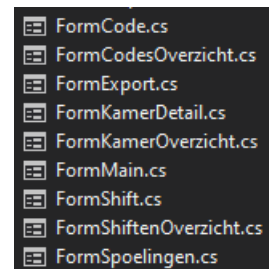 FormCode.cs
FormCodesOverzicht.cs
FormExport.cs
FormKamerDetail.cs
FormKamerOverzicht.cs
FormMain.cs
FormShift.cs
FormShiftenOverzicht.cs
FormSpoelingen.cs